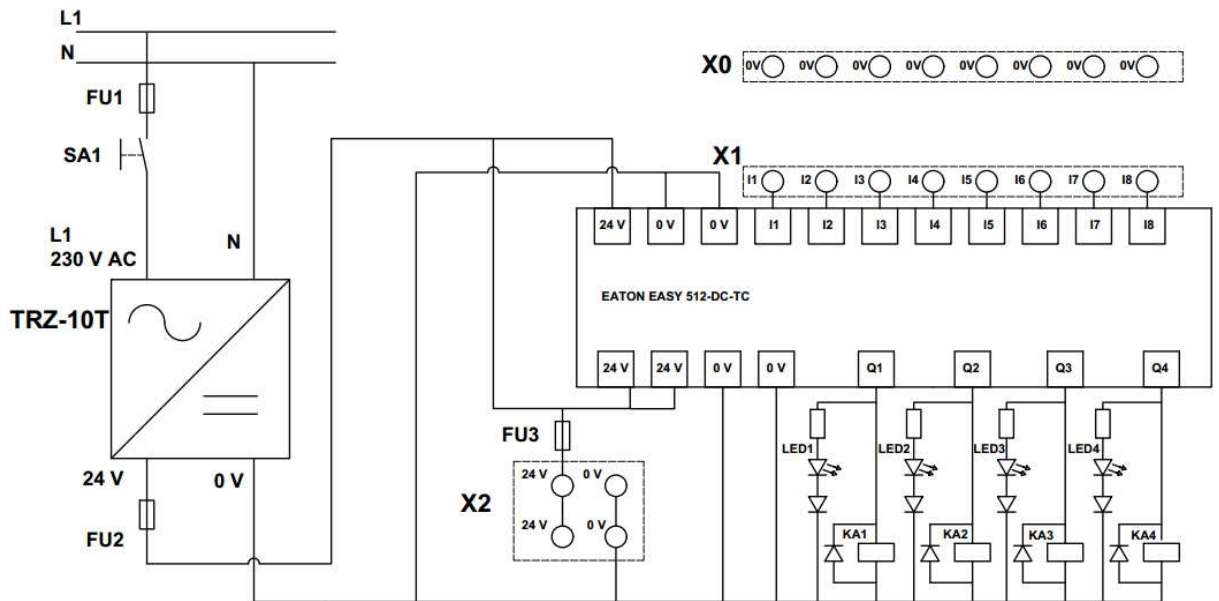 L1
N
X0
0V 0V 0V 0V 0V 0V 0V 0V
FU1
SA1
X1
I1 I2 I3 I4 I5 I6 I7 I8
24 V 0 V 0 V I1 I2 I3 I4 I5 I6 I7 I8
L1
230 V AC
N
EATON EASY 512-DC-TC
TRZ-10T
24 V 24 V 0 V 0 V Q1 Q2 Q3 Q4
FU3
LED1 LED2 LED3 LED4
24 V 0 V
24 V 0 V
X2
24 V 0 V
FU2
KA1 KA2 KA3 KA4